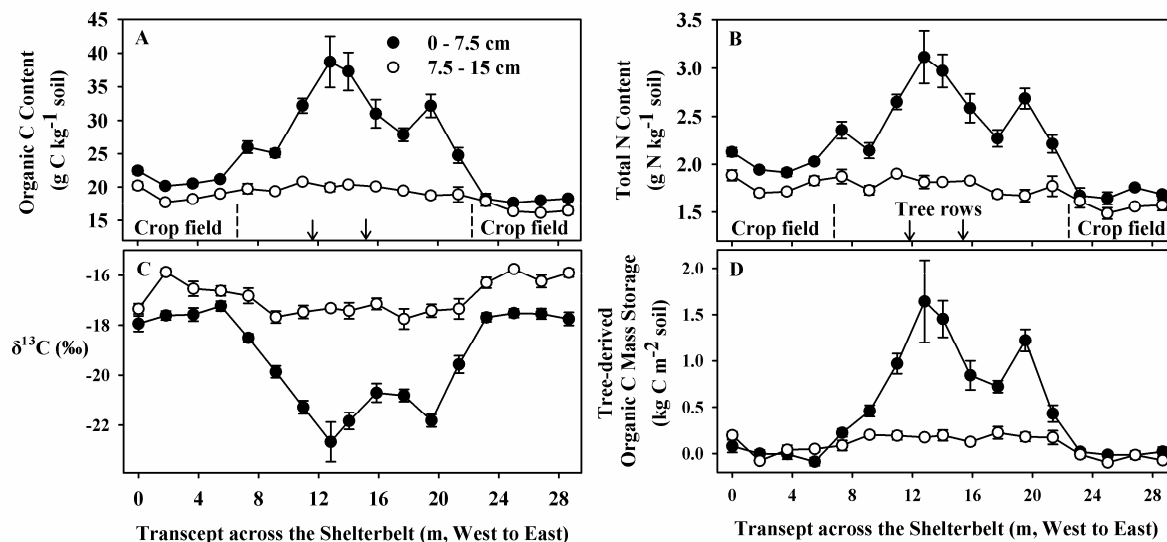 A
B
0 - 7.5 cm
7.5 - 15 cm
Organic C Content
(g C kg-1 soil)
45
40
35
30
25
20
15
Crop field
Crop field
Total N Content
(g N kg-1 soil)
3.5
3.0
2.5
2.0
1.5
Crop field
Tree rows
Crop field
C
D
δ13C (‰)
-16
-18
-20
-22
0 4 8 12 16 20 24 28
Transcept across the Shelterbelt (m, West to East)
Tree-derived
Organic C Mass Storage
(kg C m-2 soil)
2.0
1.5
1.0
0.5
0.0
0 4 8 12 16 20 24 28
Transcept across the Shelterbelt (m, West to East)